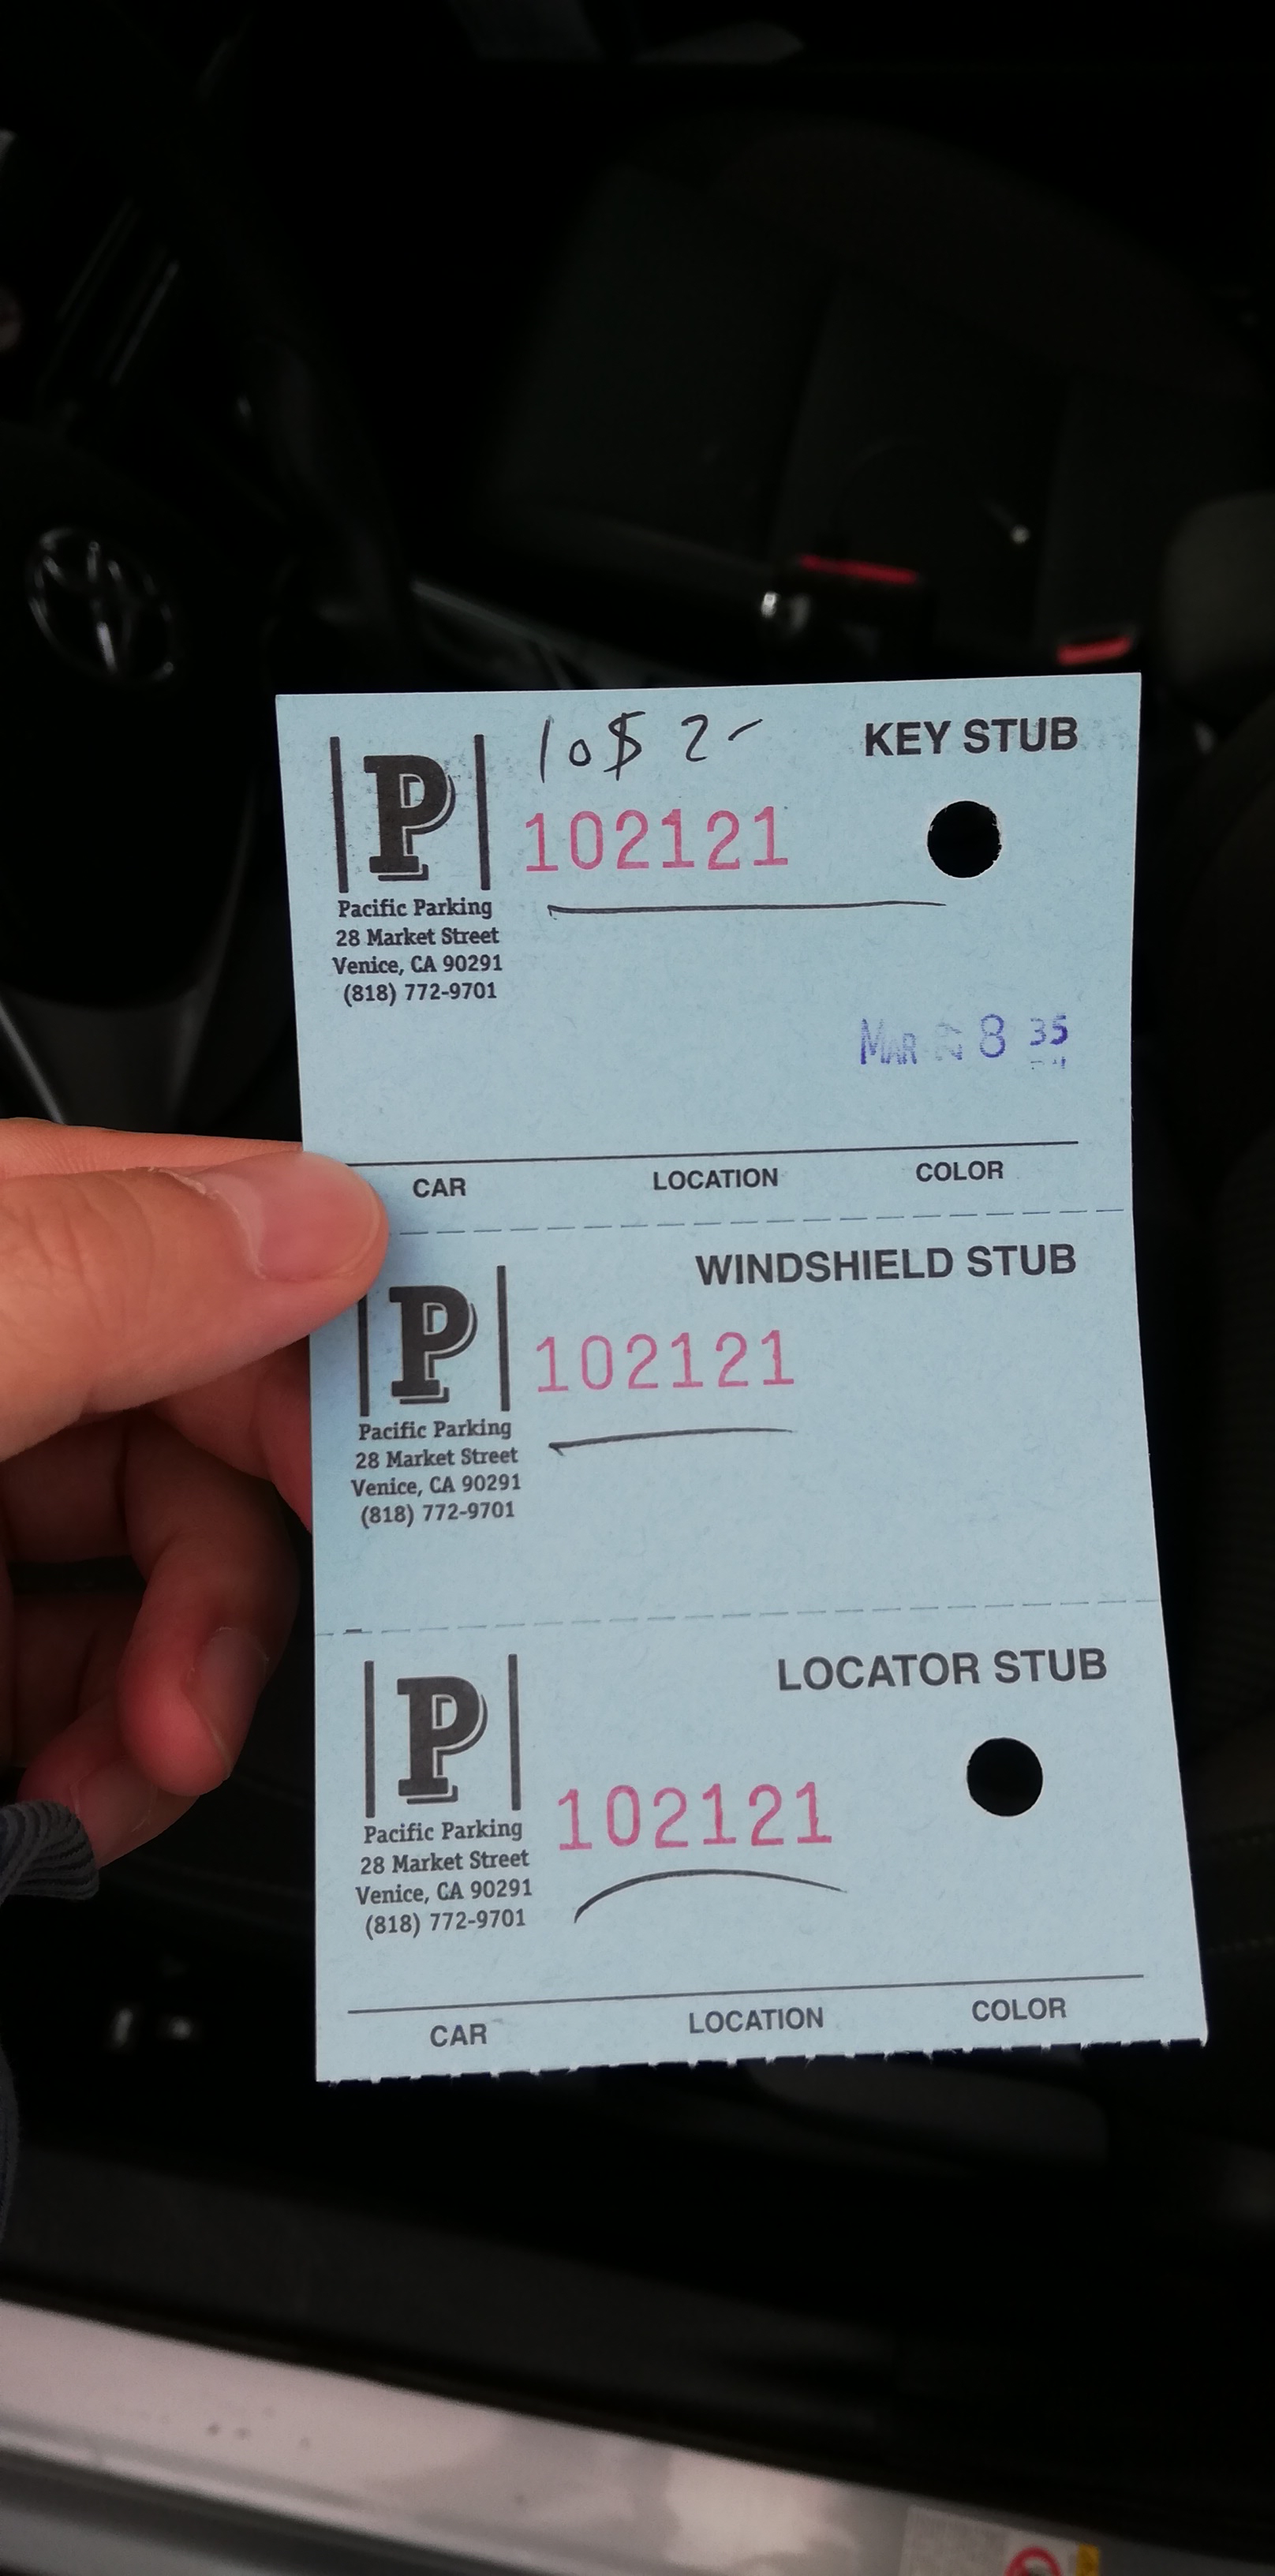 10$ 2-
KEY STUB
P
102121
Pacific Parking
28 Market Street
Venice, CA 90291
(818) 772-9701
MAR 8 35
CAR LOCATION COLOR
WINDSHIELD STUB
P
102121
Pacific Parking
28 Market Street
Venice, CA 90291
(818) 772-9701
LOCATOR STUB
P
102121
Pacific Parking
28 Market Street
Venice, CA 90291
(818) 772-9701
CAR LOCATION COLOR